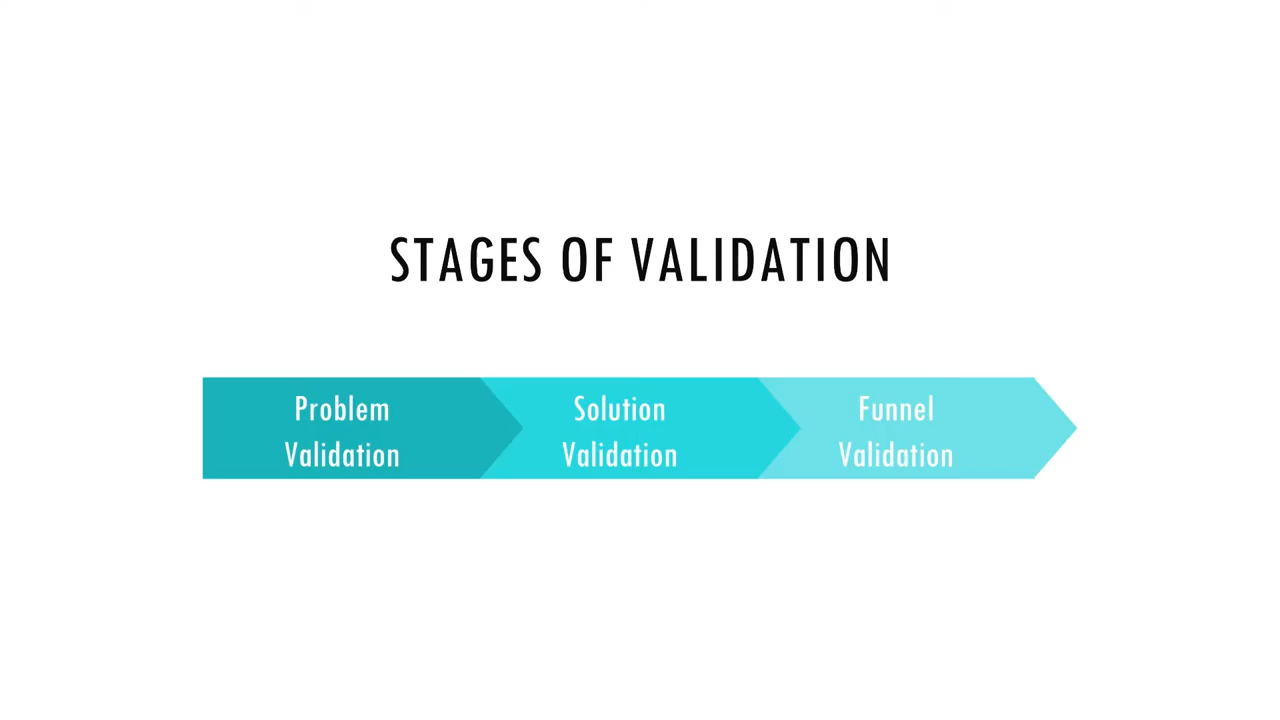 STAGES OF VALIDATION
Problem
Validation
Solution
Validation
Funnel
Validation